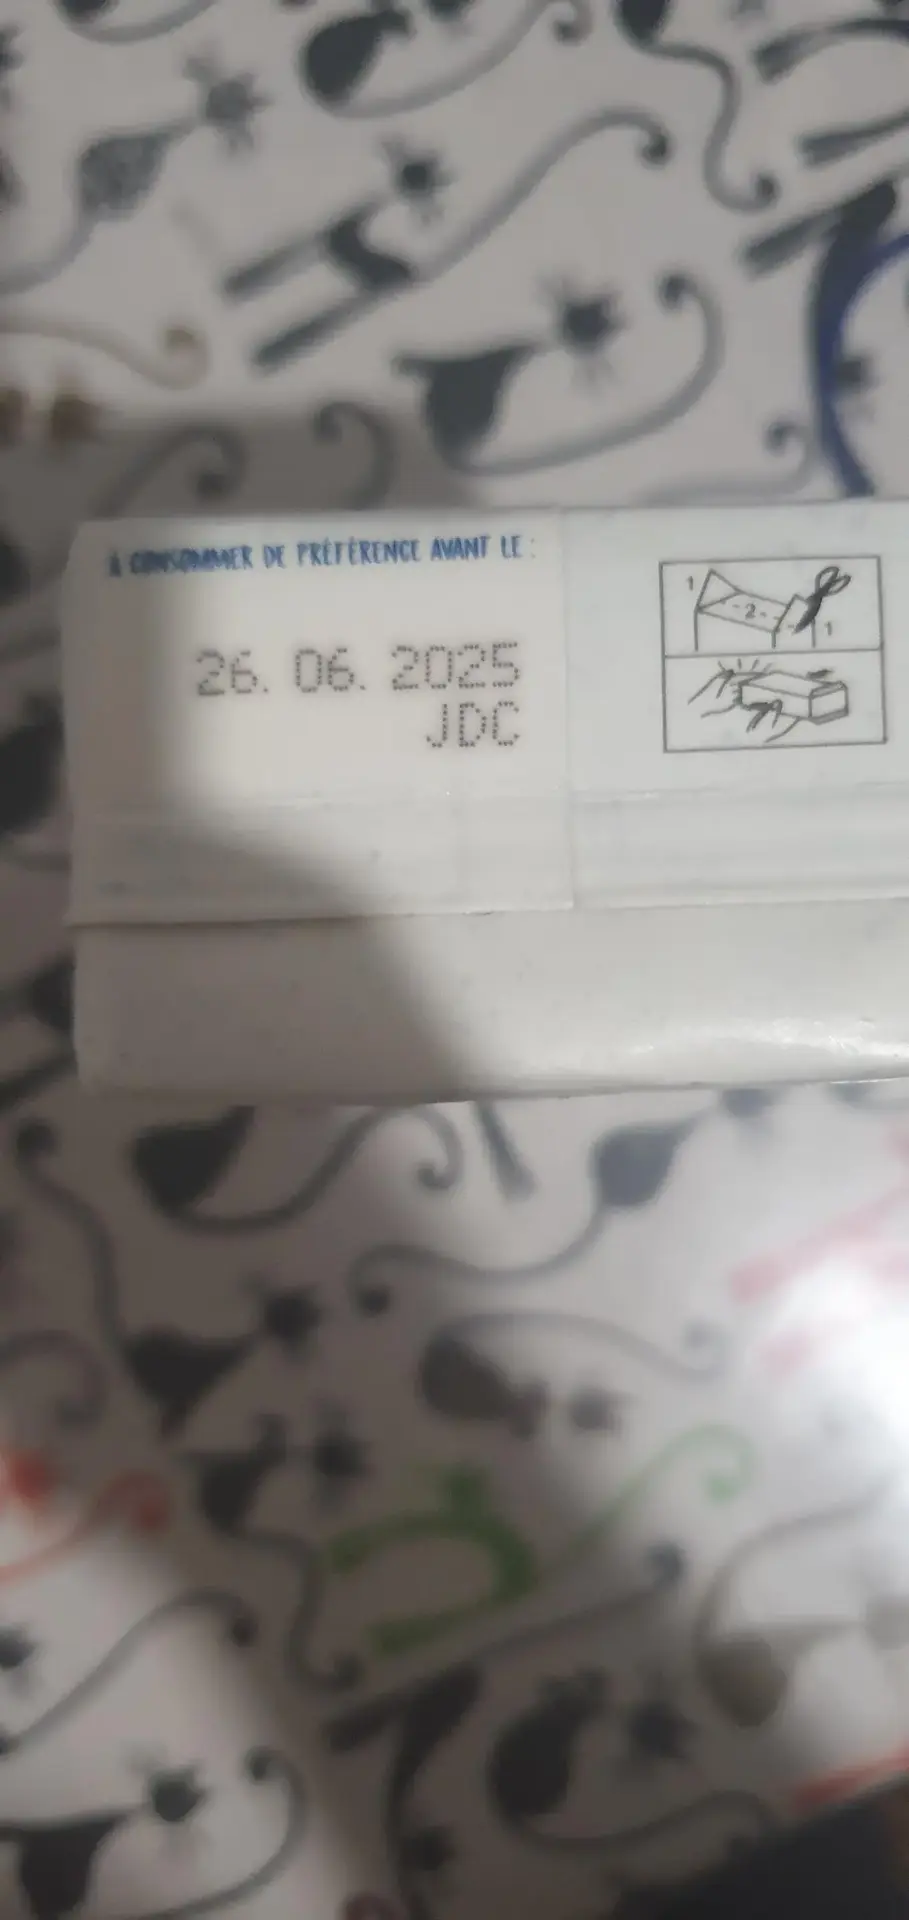 À CONSOMMER DE PRÉFÉRENCE AVANT LE :
26. 06. 2025
JDC
1
2
1